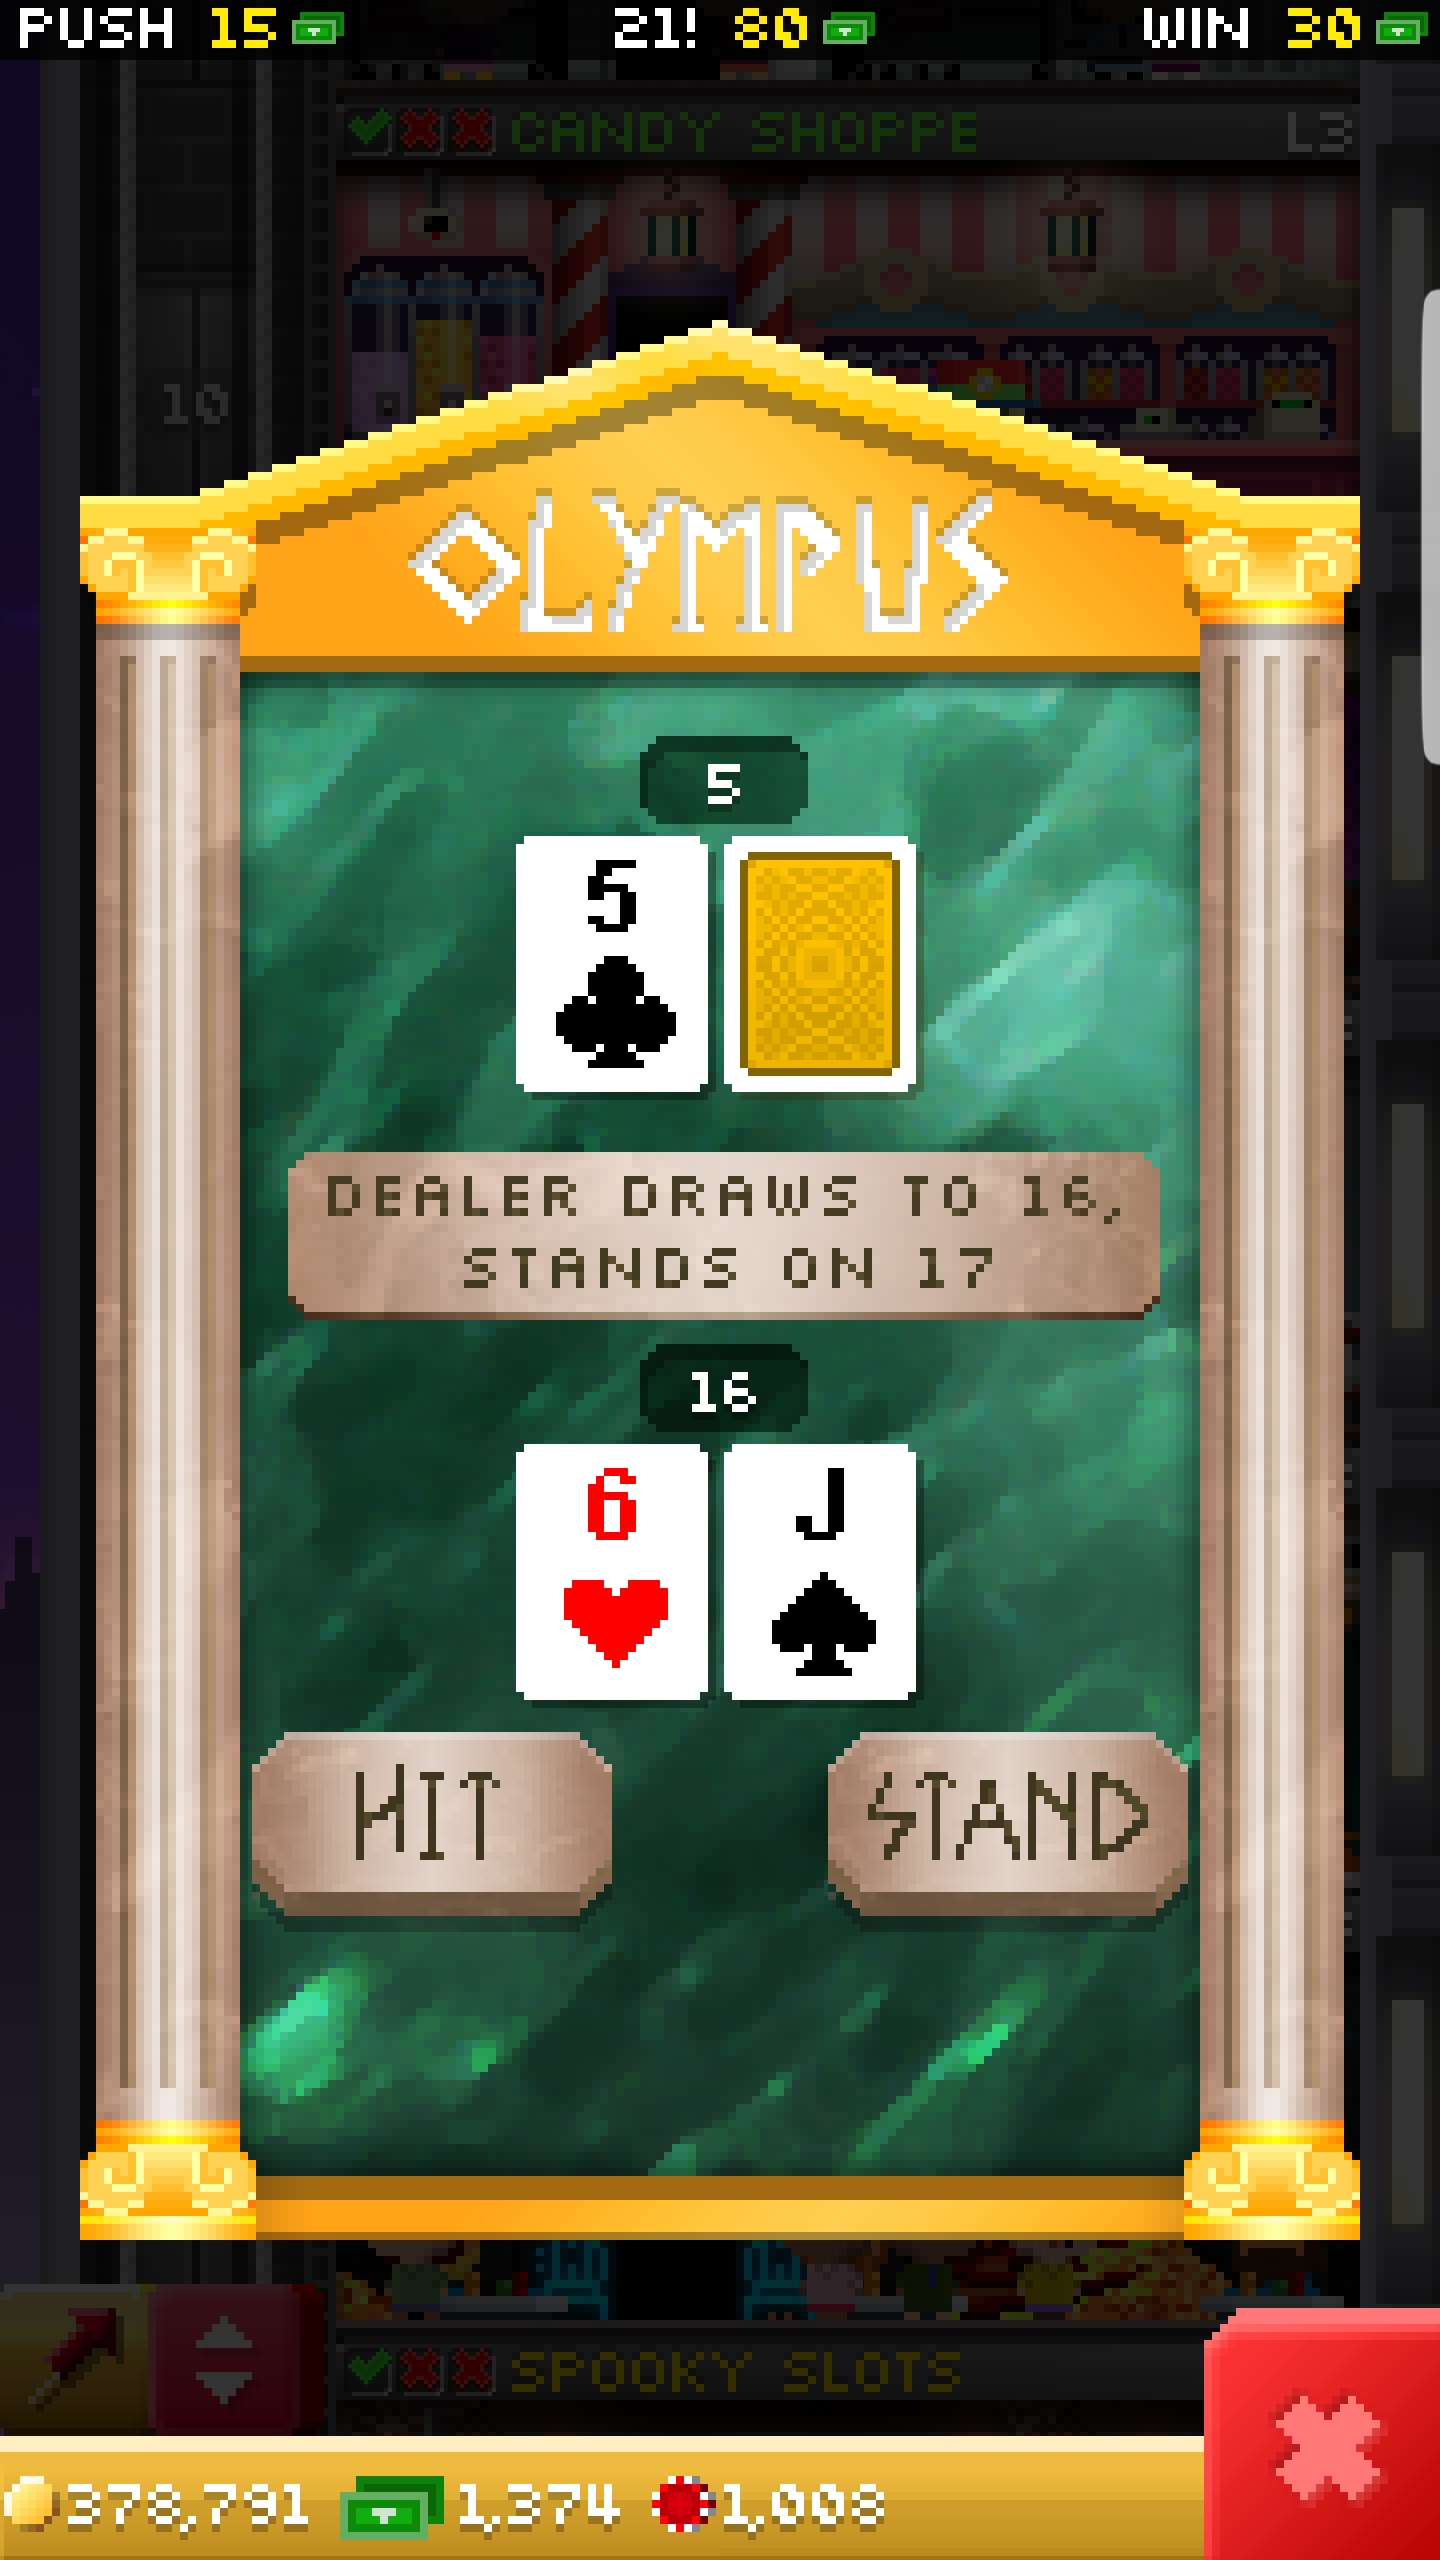 PUSH 15 21! 80 WIN 30
CANDY SHOPPE L3
10
OLYMPUS
5
5
DEALER DRAWS TO 16,
STANDS ON 17
16
6 J
HIT STAND
SPOOKY SLOTS
378,791 1,374 1,008